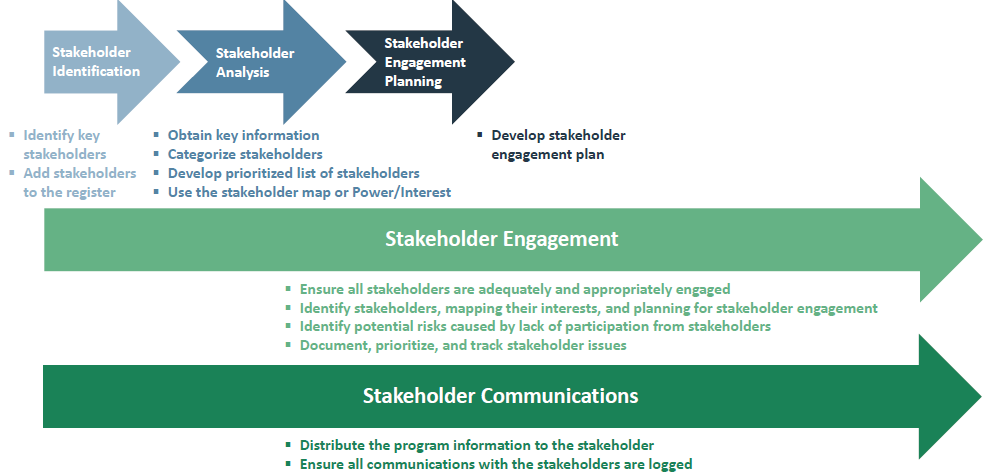 Stakeholder
Identification
Stakeholder
Analysis
Stakeholder
Engagement
Planning
▪ Identify key
stakeholders
▪ Add stakeholders
to the register
▪ Obtain key information
▪ Categorize stakeholders
▪ Develop prioritized list of stakeholders
▪ Use the stakeholder map or Power/Interest
▪ Develop stakeholder
engagement plan
Stakeholder Engagement
▪ Ensure all stakeholders are adequately and appropriately engaged
▪ Identify stakeholders, mapping their interests, and planning for stakeholder engagement
▪ Identify potential risks caused by lack of participation from stakeholders
▪ Document, prioritize, and track stakeholder issues
Stakeholder Communications
▪ Distribute the program information to the stakeholder
▪ Ensure all communications with the stakeholders are logged